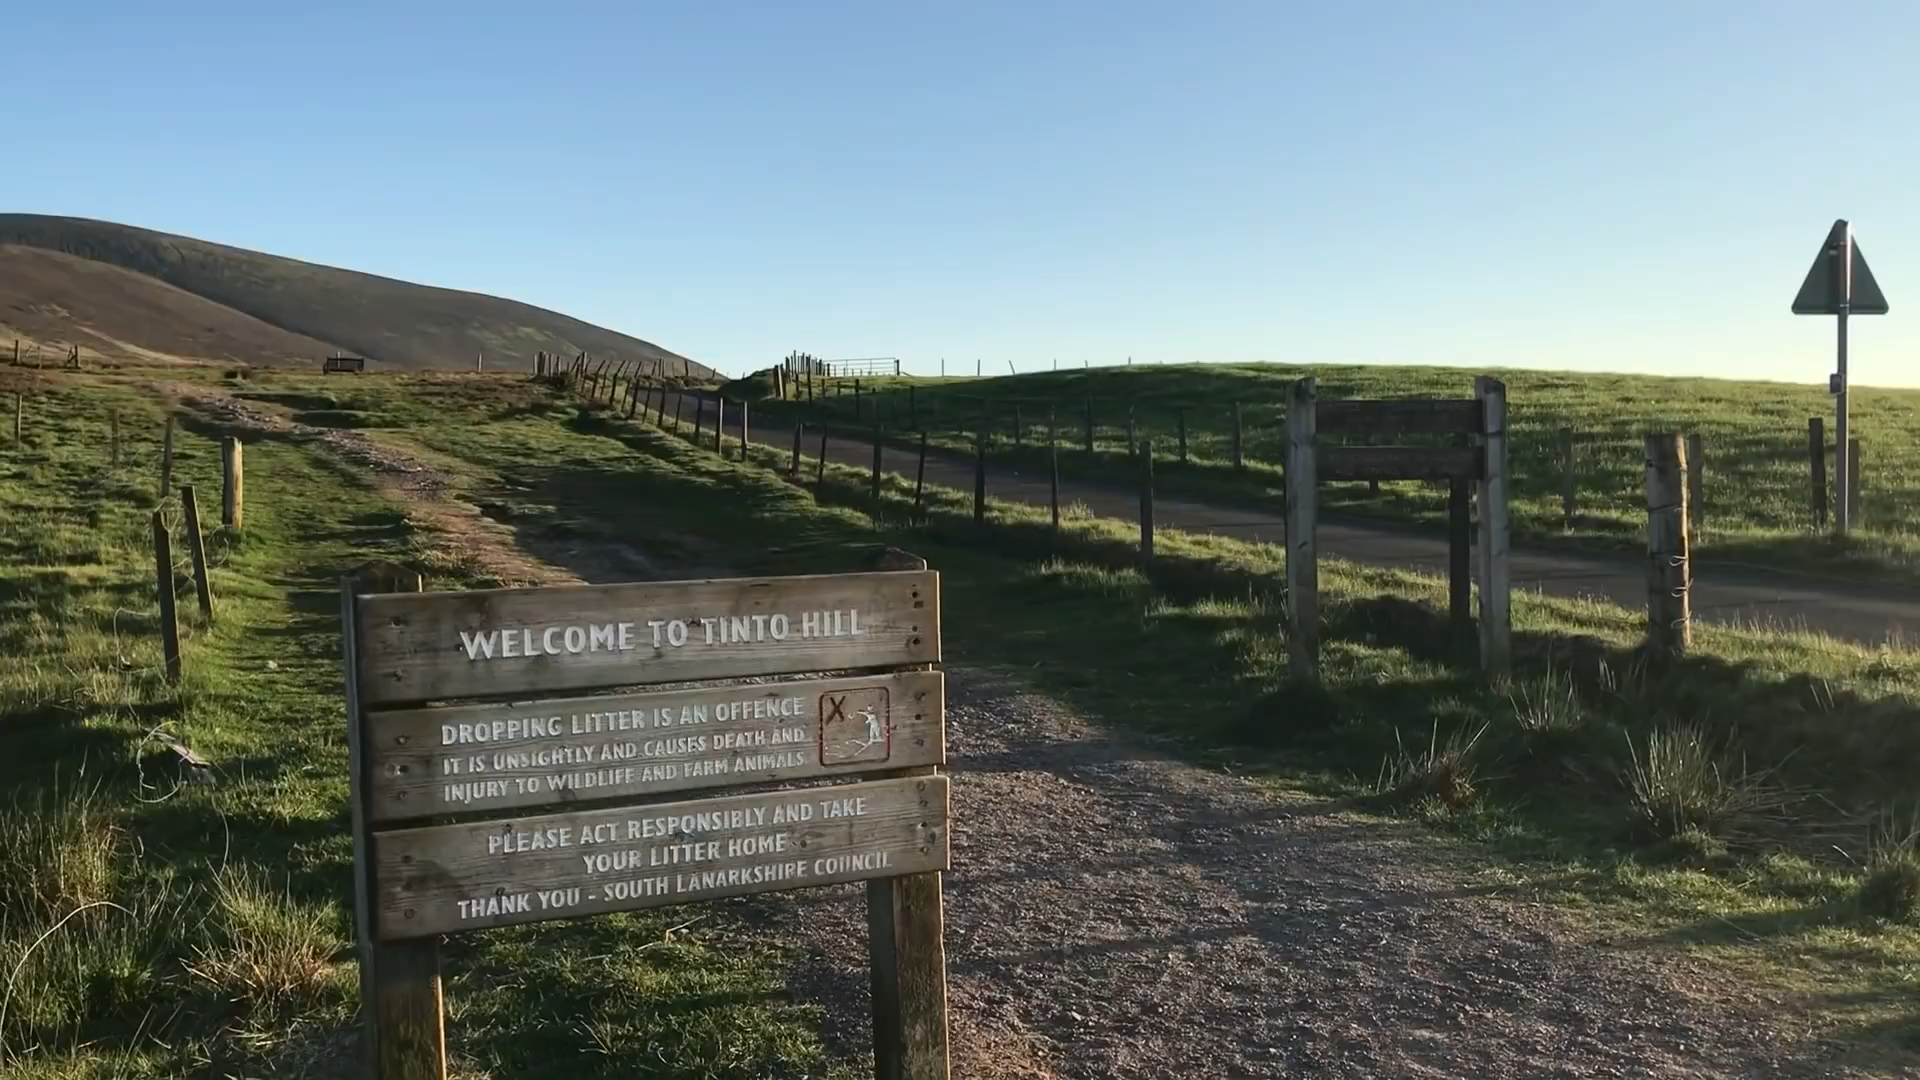 WELCOME TO TINTO HILL
DROPPING LITTER IS AN OFFENCE
IT IS UNSIGHTLY AND CAUSES DEATH AND
INJURY TO WILDLIFE AND FARM ANIMALS
PLEASE ACT RESPONSIBLY AND TAKE
YOUR LITTER HOME
THANK YOU - SOUTH LANARKSHIRE COUNCIL